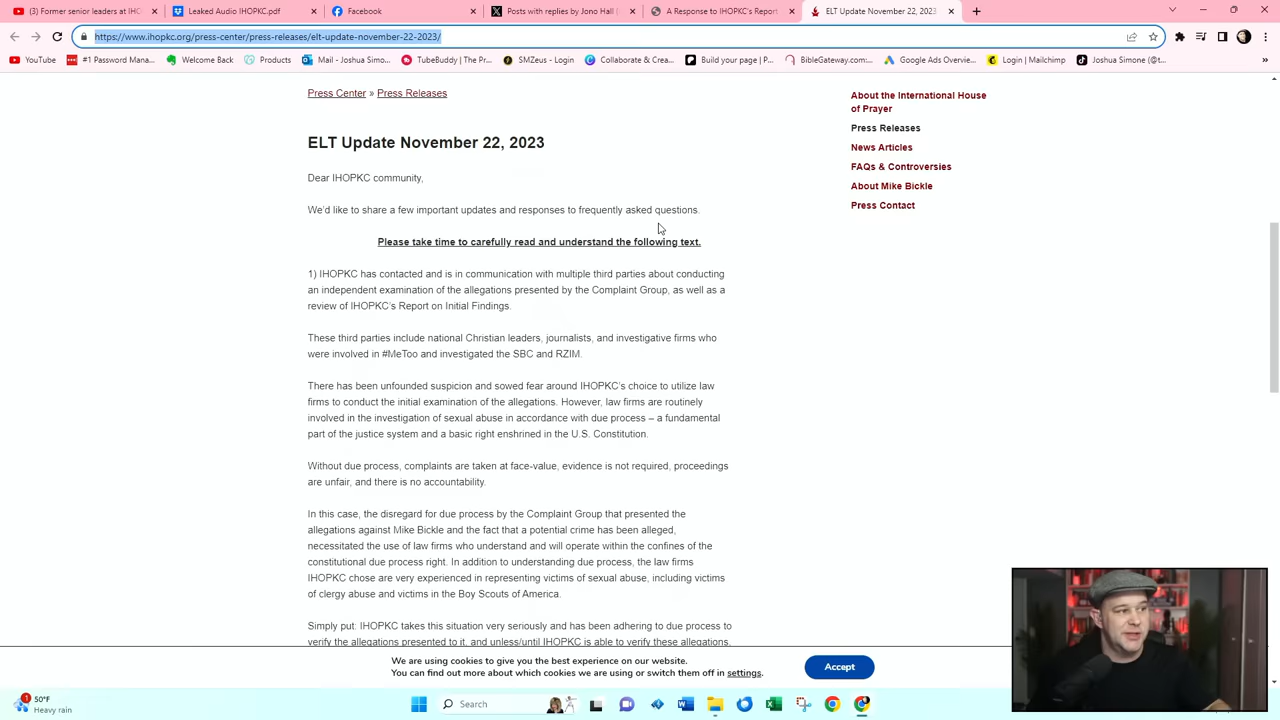 (3) Former senior leaders at IHC
Leaked Audio IHOPKC.pdf
Facebook
Posts with replies by Jono Hall (
A Response to IHOPKC's Report
ELT Update November 22, 2023
https://www.ihopkc.org/press-center/press-releases/elt-update-november-22-2023/
YouTube
#1 Password Mana...
Welcome Back
Products
Mail - Joshua Simo...
TubeBuddy | The Pr...
SMZeus - Login
Collaborate & Crea...
Build your page | P...
BibleGateway.com:...
Google Ads Overvie...
Login | Mailchimp
Joshua Simone (@t...
Press Center » Press Releases
ELT Update November 22, 2023
Dear IHOPKC community,
We'd like to share a few important updates and responses to frequently asked questions.
Please take time to carefully read and understand the following text.
1) IHOPKC has contacted and is in communication with multiple third parties about conducting
an independent examination of the allegations presented by the Complaint Group, as well as a
review of IHOPKC's Report on Initial Findings.
These third parties include national Christian leaders, journalists, and investigative firms who
were involved in #MeToo and investigated the SBC and RZIM.
There has been unfounded suspicion and sowed fear around IHOPKC's choice to utilize law
firms to conduct the initial examination of the allegations. However, law firms are routinely
involved in the investigation of sexual abuse in accordance with due process – a fundamental
part of the justice system and a basic right enshrined in the U.S. Constitution.
Without due process, complaints are taken at face-value, evidence is not required, proceedings
are unfair, and there is no accountability.
In this case, the disregard for due process by the Complaint Group that presented the
allegations against Mike Bickle and the fact that a potential crime has been alleged,
necessitated the use of law firms who understand and will operate within the confines of the
constitutional due process right. In addition to understanding due process, the law firms
IHOPKC chose are very experienced in representing victims of sexual abuse, including victims
of clergy abuse and victims in the Boy Scouts of America.
Simply put: IHOPKC takes this situation very seriously and has been adhering to due process to
verify the allegations presented to it, and unless/until IHOPKC is able to verify these allegations,
About the International House
of Prayer
Press Releases
News Articles
FAQs & Controversies
About Mike Bickle
Press Contact
We are using cookies to give you the best experience on our website.
You can find out more about which cookies we are using or switch them off in settings.
Accept
1
50°F
Heavy rain
Search